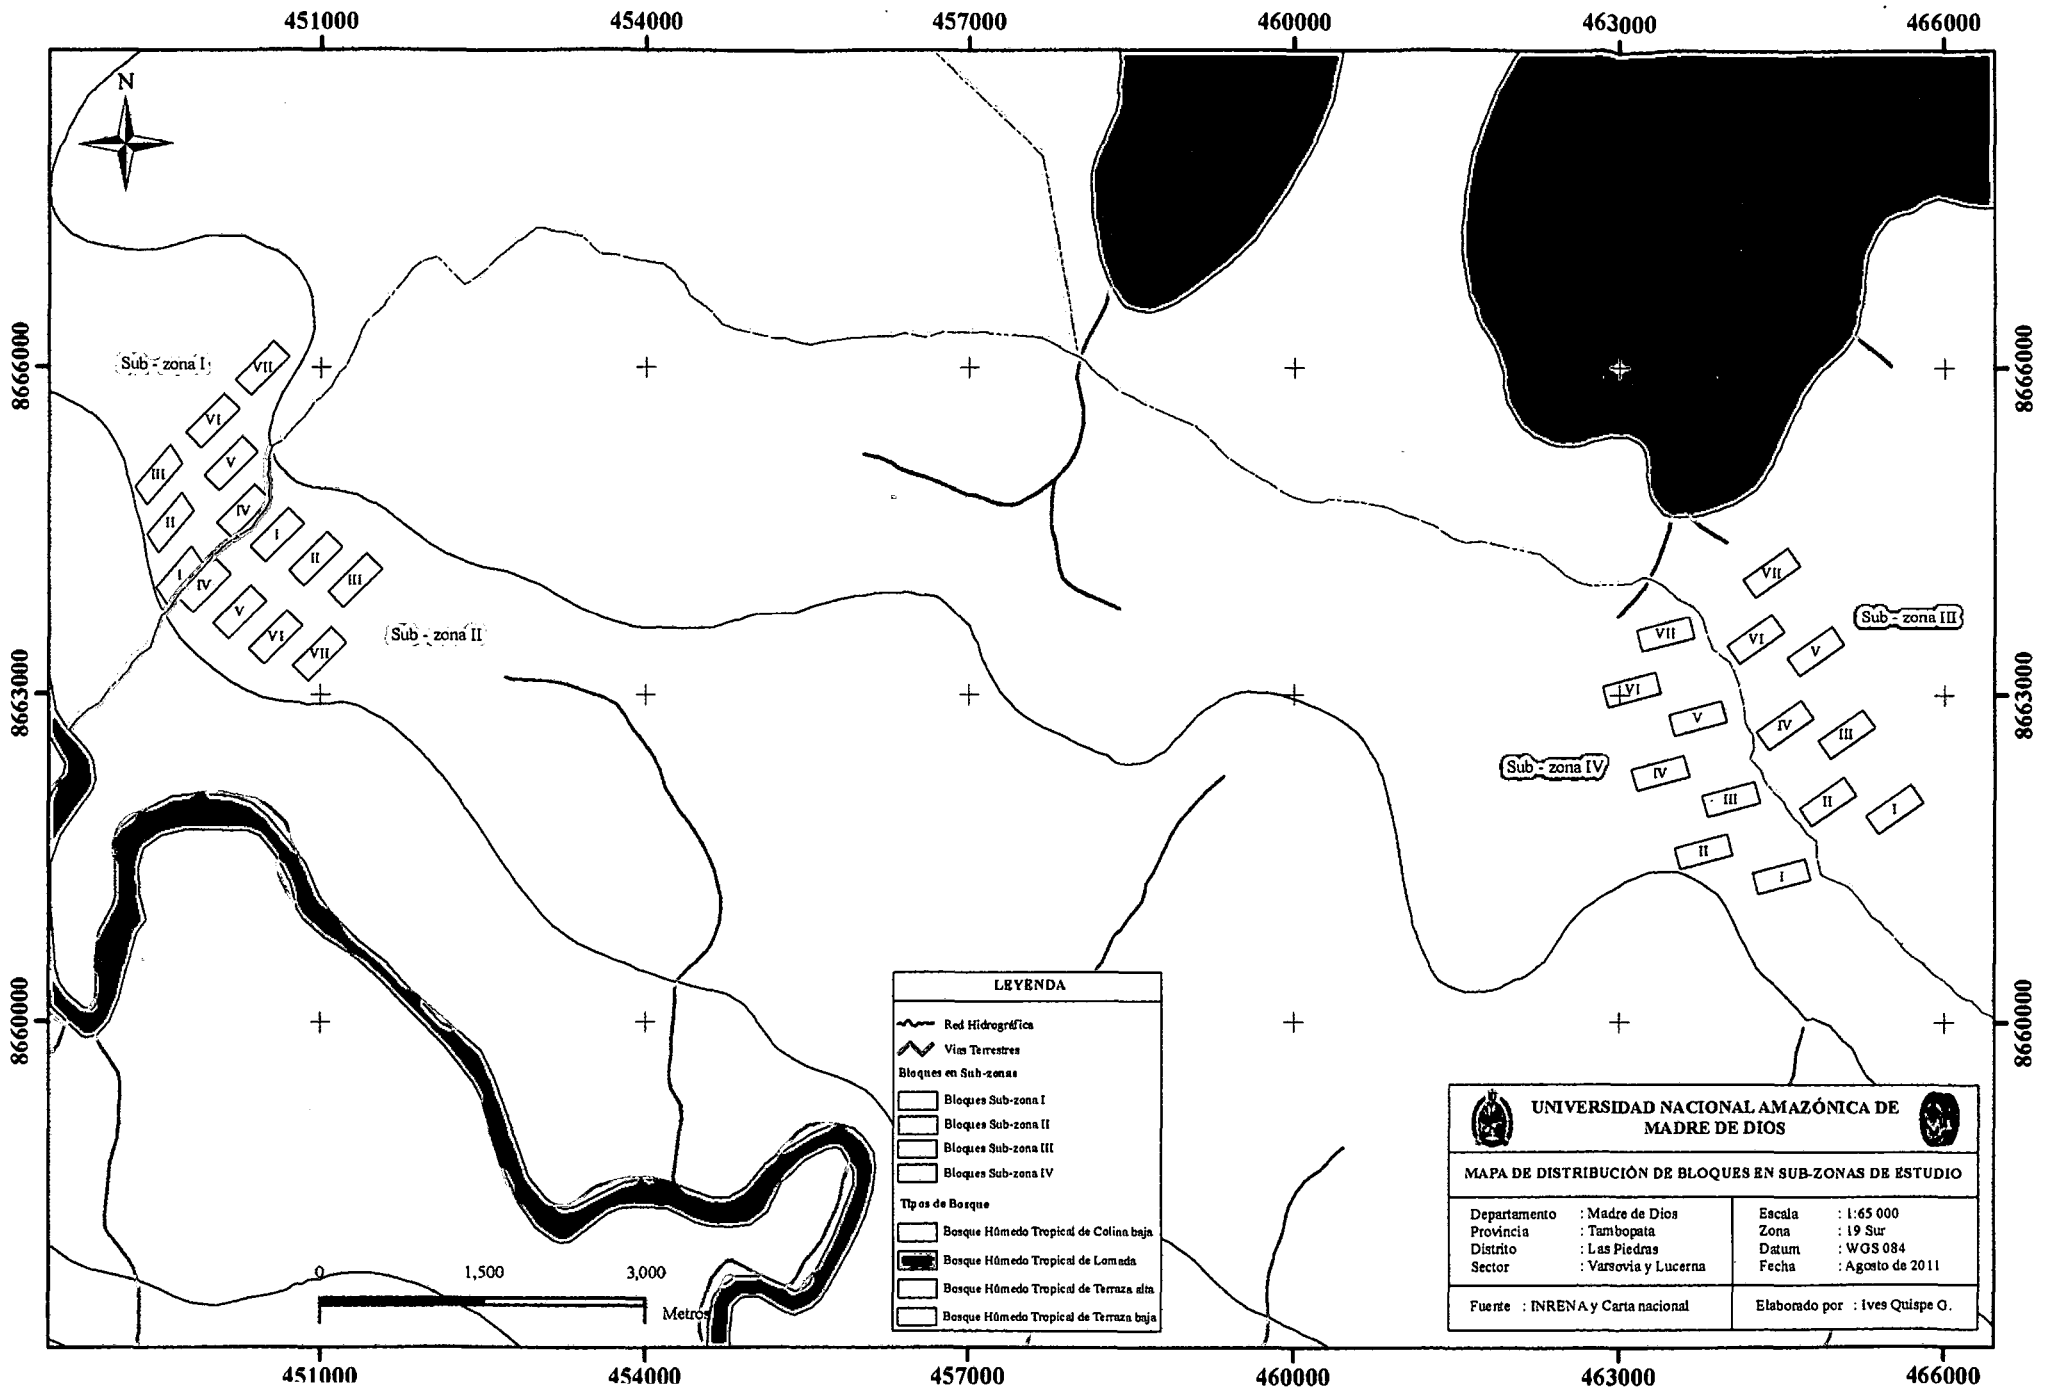 451000 454000 457000 460000 463000 466000
N
8666000
8666000
Sub - zona I
VII
VI
V
III
IV
II
I
I
II
III
IV
V
VI
VII
Sub - zona II
VII
Sub - zona III
VII
VI
V
VI
V
IV
III
Sub - zona IV
IV
III
II
I
II
I
8663000
8663000
8660000
8660000
LEYENDA
Red Hidrográfica
Vías Terrestres
Bloques en Sub-zonas
Bloques Sub-zona I
Bloques Sub-zona II
Bloques Sub-zona III
Bloques Sub-zona IV
Tipos de Bosque
Bosque Húmedo Tropical de Colina baja
Bosque Húmedo Tropical de Lomada
Bosque Húmedo Tropical de Terraza alta
Bosque Húmedo Tropical de Terraza baja
0 1,500 3,000
Metros
UNIVERSIDAD NACIONAL AMAZÓNICA DE
MADRE DE DIOS
MAPA DE DISTRIBUCIÓN DE BLOQUES EN SUB-ZONAS DE ESTUDIO
Departamento : Madre de Dios
Provincia : Tambopata
Distrito : Las Piedras
Sector : Varsovia y Lucerna
Escala : 1:65 000
Zona : 19 Sur
Datum : WGS 084
Fecha : Agosto de 2011
Fuente : INRENA y Carta nacional
Elaborado por : Ives Quispe G.
451000 454000 457000 460000 463000 466000